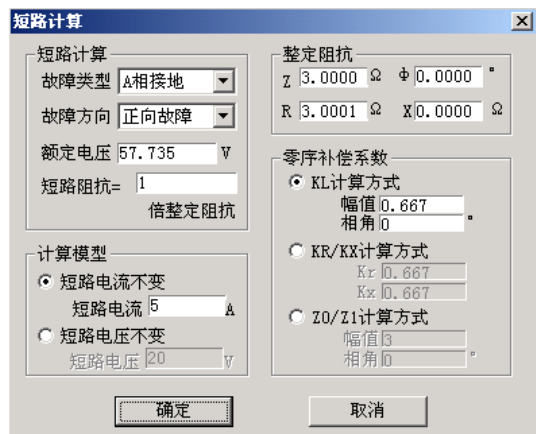 短路计算
短路计算
故障类型 A相接地
故障方向 正向故障
额定电压 57.735 V
短路阻抗= 1
倍整定阻抗
计算模型
短路电流不变
短路电流 5 A
短路电压不变
短路电压 20 V
整定阻抗
Z 3.0000 Ω Φ 0.0000 °
R 3.0001 Ω X 0.0000 Ω
零序补偿系数
KL计算方式
幅值 0.667
相角 0 °
KR/KX计算方式
Kr 0.667
Kx 0.667
Z0/Z1计算方式
幅值 3
相角 0 °
确定 取消